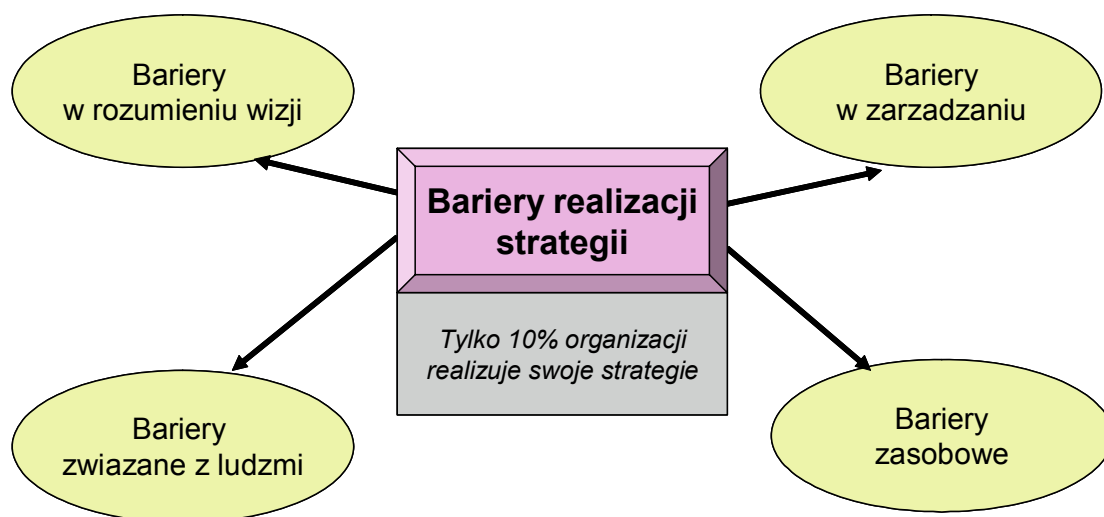 Bariery
w rozumieniu wizji
Bariery
w zarzadzaniu
Bariery realizacji
strategii
Tylko 10% organizacji
realizuje swoje strategie
Bariery
zwiazane z ludzmi
Bariery
zasobowe